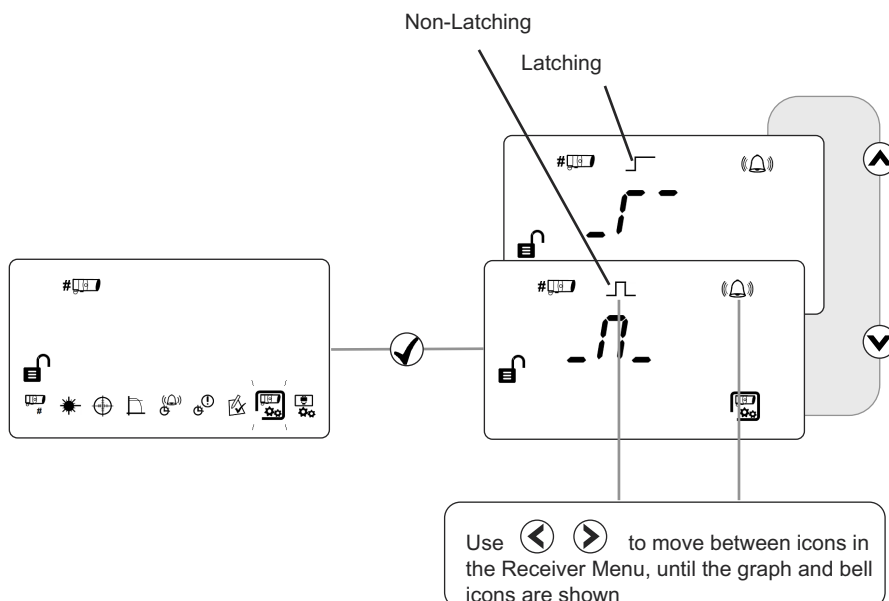 Non-Latching
Latching
#
#
#
#
Use to move between icons in
the Receiver Menu, until the graph and bell
icons are shown